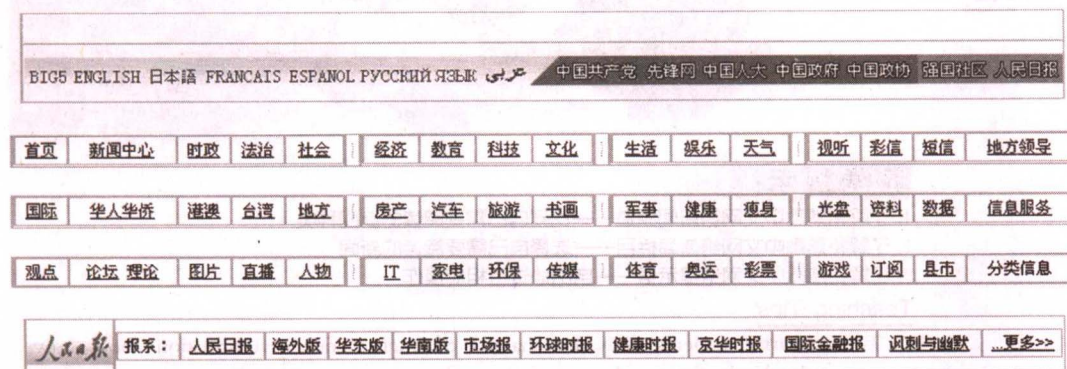 BIG5 ENGLISH 日本語 FRANCAIS ESPANOL РУССКИЙ ЯЗЫК عربي 中国共产党 先锋网 中国人大 中国政府 中国政协 强国社区 人民日报
首页 新闻中心 时政 法治 社会 经济 教育 科技 文化 生活 娱乐 天气 视听 彩信 短信 地方领导
国际 华人华侨 港澳 台湾 地方 房产 汽车 旅游 书画 军事 健康 瘦身 光盘 资料 数据 信息服务
观点 论坛 理论 图片 直播 人物 IT 家电 环保 传媒 体育 奥运 彩票 游戏 订阅 县市 分类信息
人民日报 报系： 人民日报 海外版 华东版 华南版 市场报 环球时报 健康时报 京华时报 国际金融报 讽刺与幽默 ...更多>>